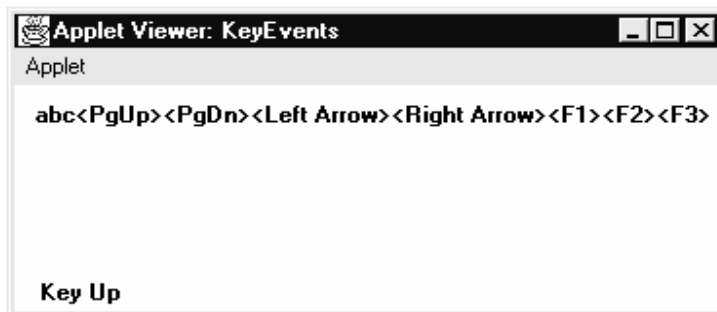 Applet Viewer: KeyEvents
Applet
abc<PgUp><PgDn><Left Arrow><Right Arrow><F1><F2><F3>
Key Up